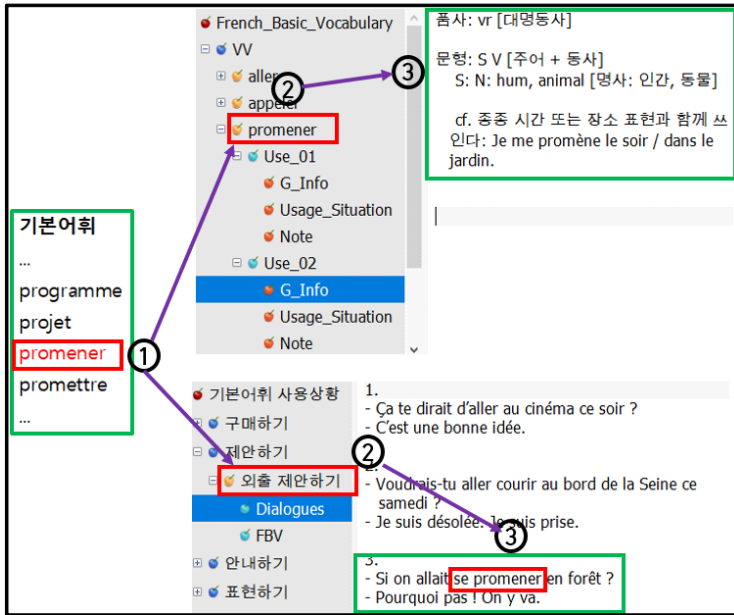 기본어휘
...
programme
projet
promener
promettre
...
①
French_Basic_Vocabulary
VV
aller
appeler
promener
Use_01
G_Info
Usage_Situation
Note
Use_02
G_Info
Usage_Situation
Note
②
③
품사: vr [대명동사]
문형: S V [주어 + 동사]
S: N: hum, animal [명사: 인간, 동물]
cf. 종종 시간 또는 장소 표현과 함께 쓰
인다: Je me promène le soir / dans le
jardin.
기본어휘 사용상황
구매하기
제안하기
외출 제안하기
Dialogues
FBV
안내하기
표현하기
1.
- Ça te dirait d'aller au cinéma ce soir ?
- C'est une bonne idée.
②
- Voudrais-tu aller courir au bord de la Seine ce
samedi ?
- Je suis désolée. Je suis prise.
③
3.
- Si on allait se promener en forêt ?
- Pourquoi pas ! On y va.